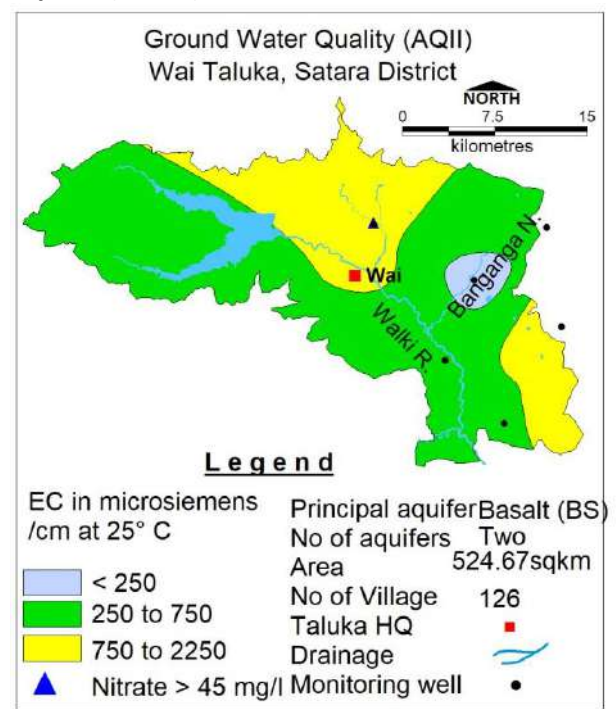 Ground Water Quality (AQII)
Wai Taluka, Satara District
NORTH
0 7.5 15
kilometres
Wai
Banganga N.
Walki R.
Legend
EC in microsiemens
/cm at 25° C
< 250
250 to 750
750 to 2250
Nitrate > 45 mg/l
Principal aquifer Basalt (BS)
No of aquifers Two
Area 524.67sqkm
No of Village 126
Taluka HQ
Drainage
Monitoring well